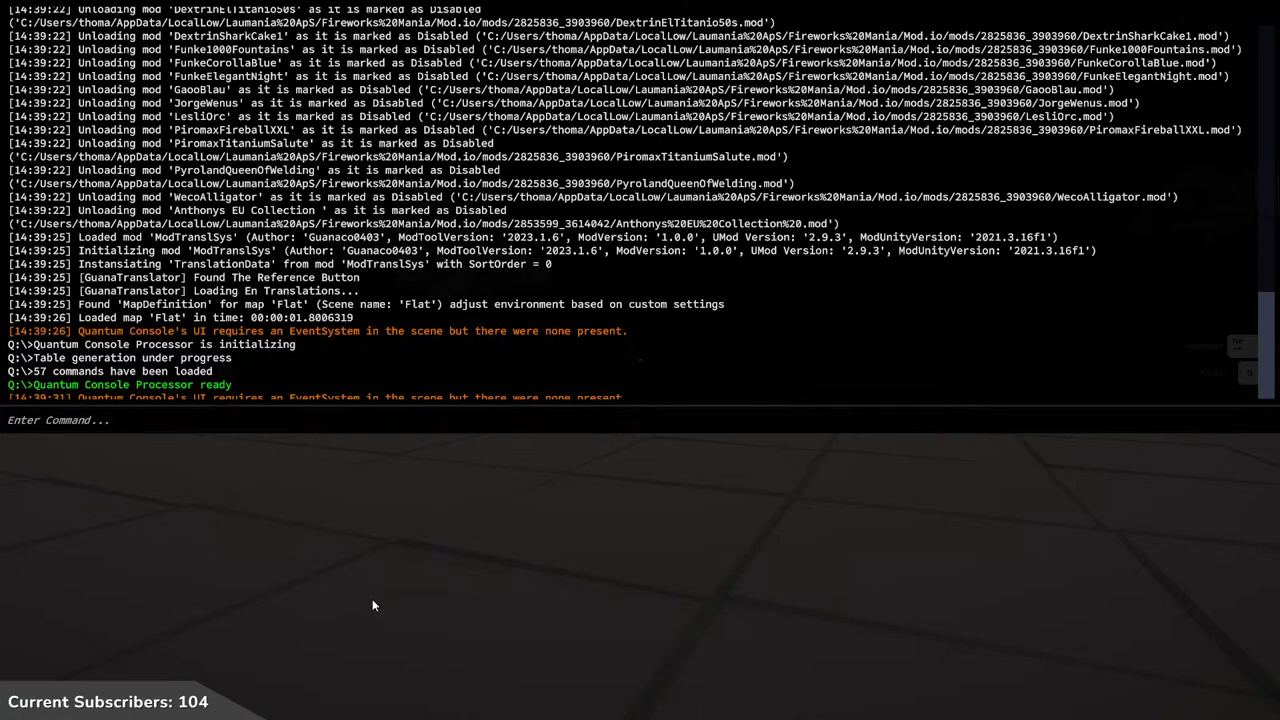 [14:39:22] Unloading mod 'DextrinElTitanio50s' as it is marked as Disabled
('C:/Users/thoma/AppData/LocalLow/Laumania%20ApS/Fireworks%20Mania/Mod.io/mods/2825836_3903960/DextrinElTitanio50s.mod')
[14:39:22] Unloading mod 'DextrinSharkCake1' as it is marked as Disabled ('C:/Users/thoma/AppData/LocalLow/Laumania%20ApS/Fireworks%20Mania/Mod.io/mods/2825836_3903960/DextrinSharkCake1.mod')
[14:39:22] Unloading mod 'Funke1000Fountains' as it is marked as Disabled ('C:/Users/thoma/AppData/LocalLow/Laumania%20ApS/Fireworks%20Mania/Mod.io/mods/2825836_3903960/Funke1000Fountains.mod')
[14:39:22] Unloading mod 'FunkeCorollaBlue' as it is marked as Disabled ('C:/Users/thoma/AppData/LocalLow/Laumania%20ApS/Fireworks%20Mania/Mod.io/mods/2825836_3903960/FunkeCorollaBlue.mod')
[14:39:22] Unloading mod 'FunkeElegantNight' as it is marked as Disabled ('C:/Users/thoma/AppData/LocalLow/Laumania%20ApS/Fireworks%20Mania/Mod.io/mods/2825836_3903960/FunkeElegantNight.mod')
[14:39:22] Unloading mod 'GaooBlau' as it is marked as Disabled ('C:/Users/thoma/AppData/LocalLow/Laumania%20ApS/Fireworks%20Mania/Mod.io/mods/2825836_3903960/GaooBlau.mod')
[14:39:22] Unloading mod 'JorgeWenus' as it is marked as Disabled ('C:/Users/thoma/AppData/LocalLow/Laumania%20ApS/Fireworks%20Mania/Mod.io/mods/2825836_3903960/JorgeWenus.mod')
[14:39:22] Unloading mod 'LesliOrc' as it is marked as Disabled ('C:/Users/thoma/AppData/LocalLow/Laumania%20ApS/Fireworks%20Mania/Mod.io/mods/2825836_3903960/LesliOrc.mod')
[14:39:22] Unloading mod 'PiromaxFireballXXL' as it is marked as Disabled ('C:/Users/thoma/AppData/LocalLow/Laumania%20ApS/Fireworks%20Mania/Mod.io/mods/2825836_3903960/PiromaxFireballXXL.mod')
[14:39:22] Unloading mod 'PiromaxTitaniumSalute' as it is marked as Disabled
('C:/Users/thoma/AppData/LocalLow/Laumania%20ApS/Fireworks%20Mania/Mod.io/mods/2825836_3903960/PiromaxTitaniumSalute.mod')
[14:39:22] Unloading mod 'PyrolandQueenOfWelding' as it is marked as Disabled
('C:/Users/thoma/AppData/LocalLow/Laumania%20ApS/Fireworks%20Mania/Mod.io/mods/2825836_3903960/PyrolandQueenOfWelding.mod')
[14:39:22] Unloading mod 'WecoAlligator' as it is marked as Disabled ('C:/Users/thoma/AppData/LocalLow/Laumania%20ApS/Fireworks%20Mania/Mod.io/mods/2825836_3903960/WecoAlligator.mod')
[14:39:22] Unloading mod 'Anthonys EU Collection ' as it is marked as Disabled
('C:/Users/thoma/AppData/LocalLow/Laumania%20ApS/Fireworks%20Mania/Mod.io/mods/2853599_3614042/Anthonys%20EU%20Collection%20.mod')
[14:39:25] Loaded mod 'ModTranslSys' (Author: 'Guanaco0403', ModToolVersion: '2023.1.6', ModVersion: '1.0.0', UMod Version: '2.9.3', ModUnityVersion: '2021.3.16f1')
[14:39:25] Initializing mod 'ModTranslSys' (Author: 'Guanaco0403', ModToolVersion: '2023.1.6', ModVersion: '1.0.0', UMod Version: '2.9.3', ModUnityVersion: '2021.3.16f1')
[14:39:25] Instansiating 'TranslationData' from mod 'ModTranslSys' with SortOrder = 0
[14:39:25] [GuanaTranslator] Found The Reference Button
[14:39:25] [GuanaTranslator] Loading En Translations...
[14:39:25] Found 'MapDefinition' for map 'Flat' (Scene name: 'Flat') adjust environment based on custom settings
[14:39:25] Loaded map 'Flat' in time: 00:00:01.8006319
[14:39:26] Quantum Console's UI requires an EventSystem in the scene but there were none present.
Q:\>Quantum Console Processor is initializing
Q:\>Table generation under progress
Q:\>57 commands have been loaded
Q:\>Quantum Console Processor ready
[14:39:31] Quantum Console's UI requires an EventSystem in the scene but there were none present.
Enter Command...
Current Subscribers: 104